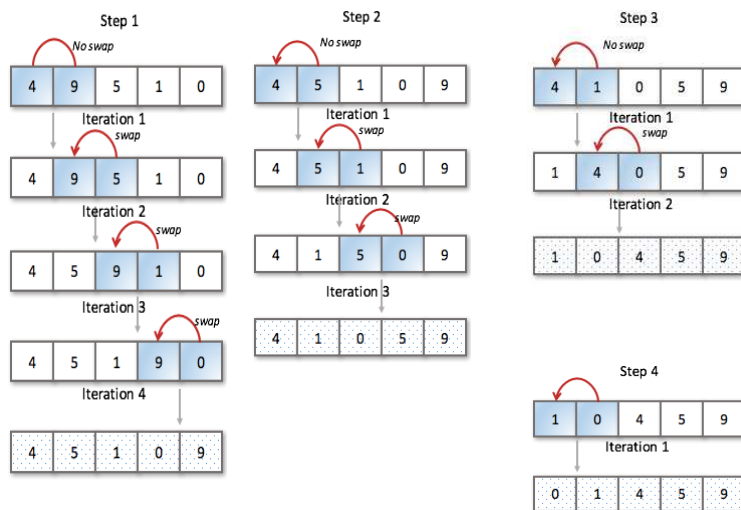 Step 1
No swap
4 9 5 1 0
Iteration 1
swap
4 9 5 1 0
Iteration 2
swap
4 5 9 1 0
Iteration 3
swap
4 5 1 9 0
Iteration 4
4 5 1 0 9
Step 2
No swap
4 5 1 0 9
Iteration 1
swap
4 5 1 0 9
Iteration 2
swap
4 1 5 0 9
Iteration 3
4 1 0 5 9
Step 3
No swap
4 1 0 5 9
Iteration 1
swap
1 4 0 5 9
Iteration 2
1 0 4 5 9
Step 4
1 0 4 5 9
Iteration 1
0 1 4 5 9